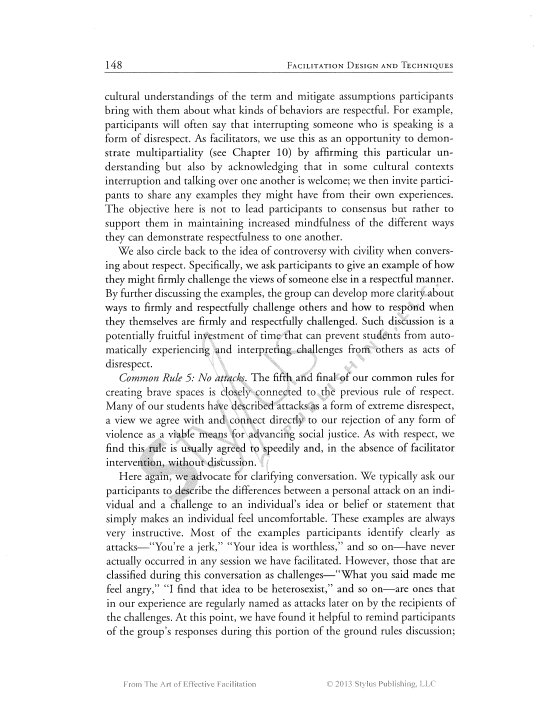 148
FACILITATION DESIGN AND TECHNIQUES
cultural understandings of the term and mitigate assumptions participants
bring with them about what kinds of behaviors are respectful. For example,
participants will often say that interrupting someone who is speaking is a
form of disrespect. As facilitators, we use this as an opportunity to demon-
strate multipartiality (see Chapter 10) by affirming this particular un-
derstanding but also by acknowledging that in some cultural contexts
interruption and talking over one another is welcome; we then invite partici-
pants to share any examples they might have from their own experiences.
The objective here is not to lead participants to consensus but rather to
support them in maintaining increased mindfulness of the different ways
they can demonstrate respectfulness to one another.
We also circle back to the idea of controversy with civility when convers-
ing about respect. Specifically, we ask participants to give an example of how
they might firmly challenge the views of someone else in a respectful manner.
By further discussing the examples, the group can develop more clarity about
ways to firmly and respectfully challenge others and how to respond when
they themselves are firmly and respectfully challenged. Such discussion is a
potentially fruitful investment of time that can prevent students from auto-
matically experiencing and interpreting challenges from others as acts of
disrespect.
Common Rule 5: No attacks. The fifth and final of our common rules for
creating brave spaces is closely connected to the previous rule of respect.
Many of our students have described attacks as a form of extreme disrespect,
a view we agree with and connect directly to our rejection of any form of
violence as a viable means for advancing social justice. As with respect, we
find this rule is usually agreed to speedily and, in the absence of facilitator
intervention, without discussion.
Here again, we advocate for clarifying conversation. We typically ask our
participants to describe the differences between a personal attack on an indi-
vidual and a challenge to an individual's idea or belief or statement that
simply makes an individual feel uncomfortable. These examples are always
very instructive. Most of the examples participants identify clearly as
attacks—"You're a jerk," "Your idea is worthless," and so on—have never
actually occurred in any session we have facilitated. However, those that are
classified during this conversation as challenges—"What you said made me
feel angry," "I find that idea to be heterosexist," and so on—are ones that
in our experience are regularly named as attacks later on by the recipients of
the challenges. At this point, we have found it helpful to remind participants
of the group's responses during this portion of the ground rules discussion;
From The Art of Effective Facilitation
© 2013 Stylus Publishing, LLC